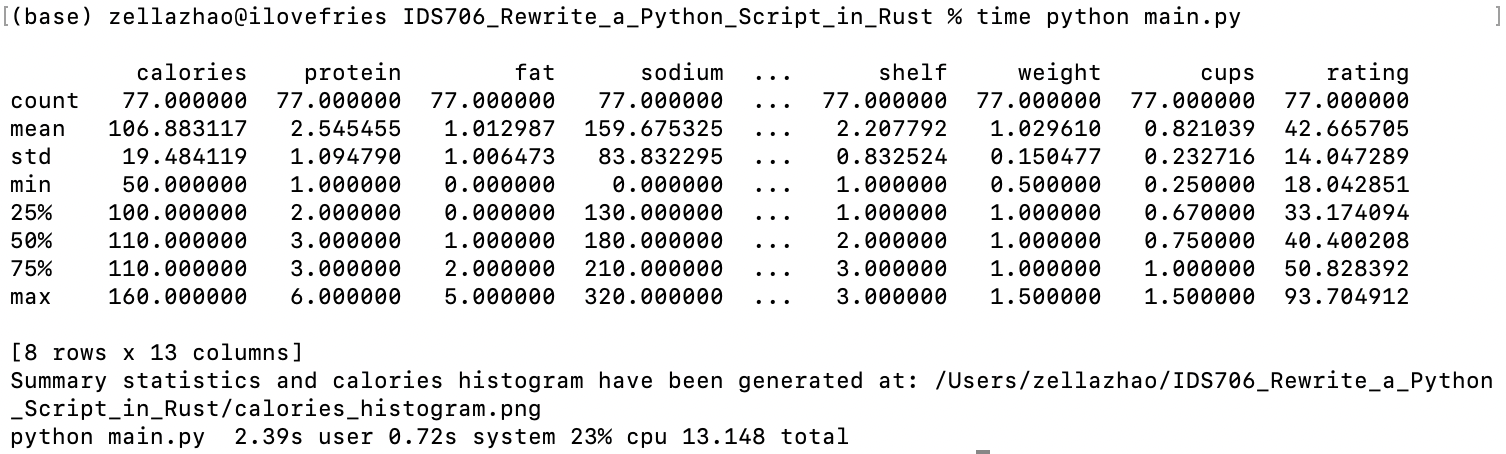 [(base) zellazhao@ilovefries IDS706_Rewrite_a_Python_Script_in_Rust % time python main.py ]
calories protein fat sodium ... shelf weight cups rating
count 77.000000 77.000000 77.000000 77.000000 ... 77.000000 77.000000 77.000000 77.000000
mean 106.883117 2.545455 1.012987 159.675325 ... 2.207792 1.029610 0.821039 42.665705
std 19.484119 1.094790 1.006473 83.832295 ... 0.832524 0.150477 0.232716 14.047289
min 50.000000 1.000000 0.000000 0.000000 ... 1.000000 0.500000 0.250000 18.042851
25% 100.000000 2.000000 0.000000 130.000000 ... 1.000000 1.000000 0.670000 33.174094
50% 110.000000 3.000000 1.000000 180.000000 ... 2.000000 1.000000 0.750000 40.400208
75% 110.000000 3.000000 2.000000 210.000000 ... 3.000000 1.000000 1.000000 50.828392
max 160.000000 6.000000 5.000000 320.000000 ... 3.000000 1.500000 1.500000 93.704912
[8 rows x 13 columns]
Summary statistics and calories histogram have been generated at: /Users/zellazhao/IDS706_Rewrite_a_Python
_Script_in_Rust/calories_histogram.png
python main.py  2.39s user 0.72s system 23% cpu 13.148 total